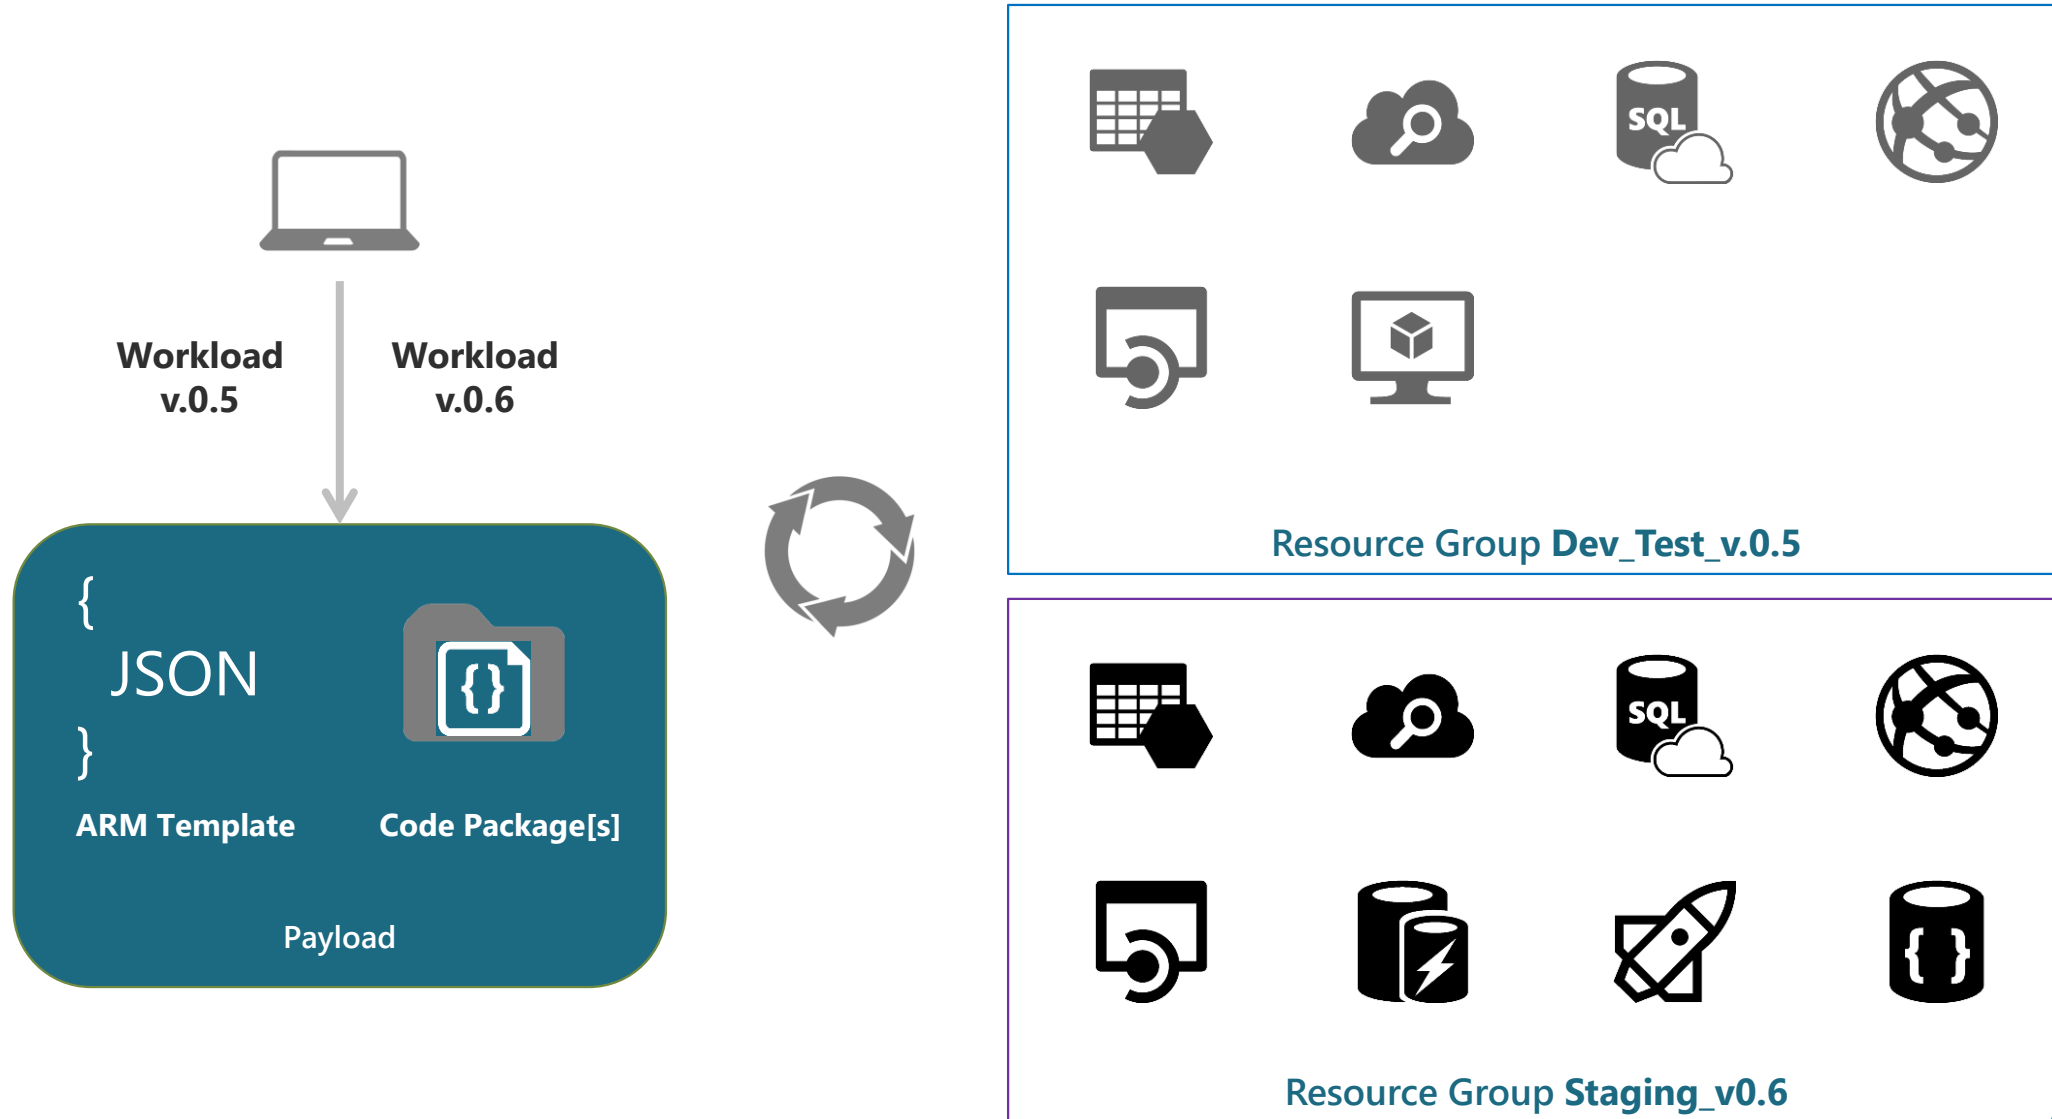 SQL
Workload
v.0.5
Workload
v.0.6
Resource Group Dev_Test_v.0.5
{
JSON
}
{}
ARM Template
Code Package[s]
Payload
SQL
{ }
Resource Group Staging_v0.6